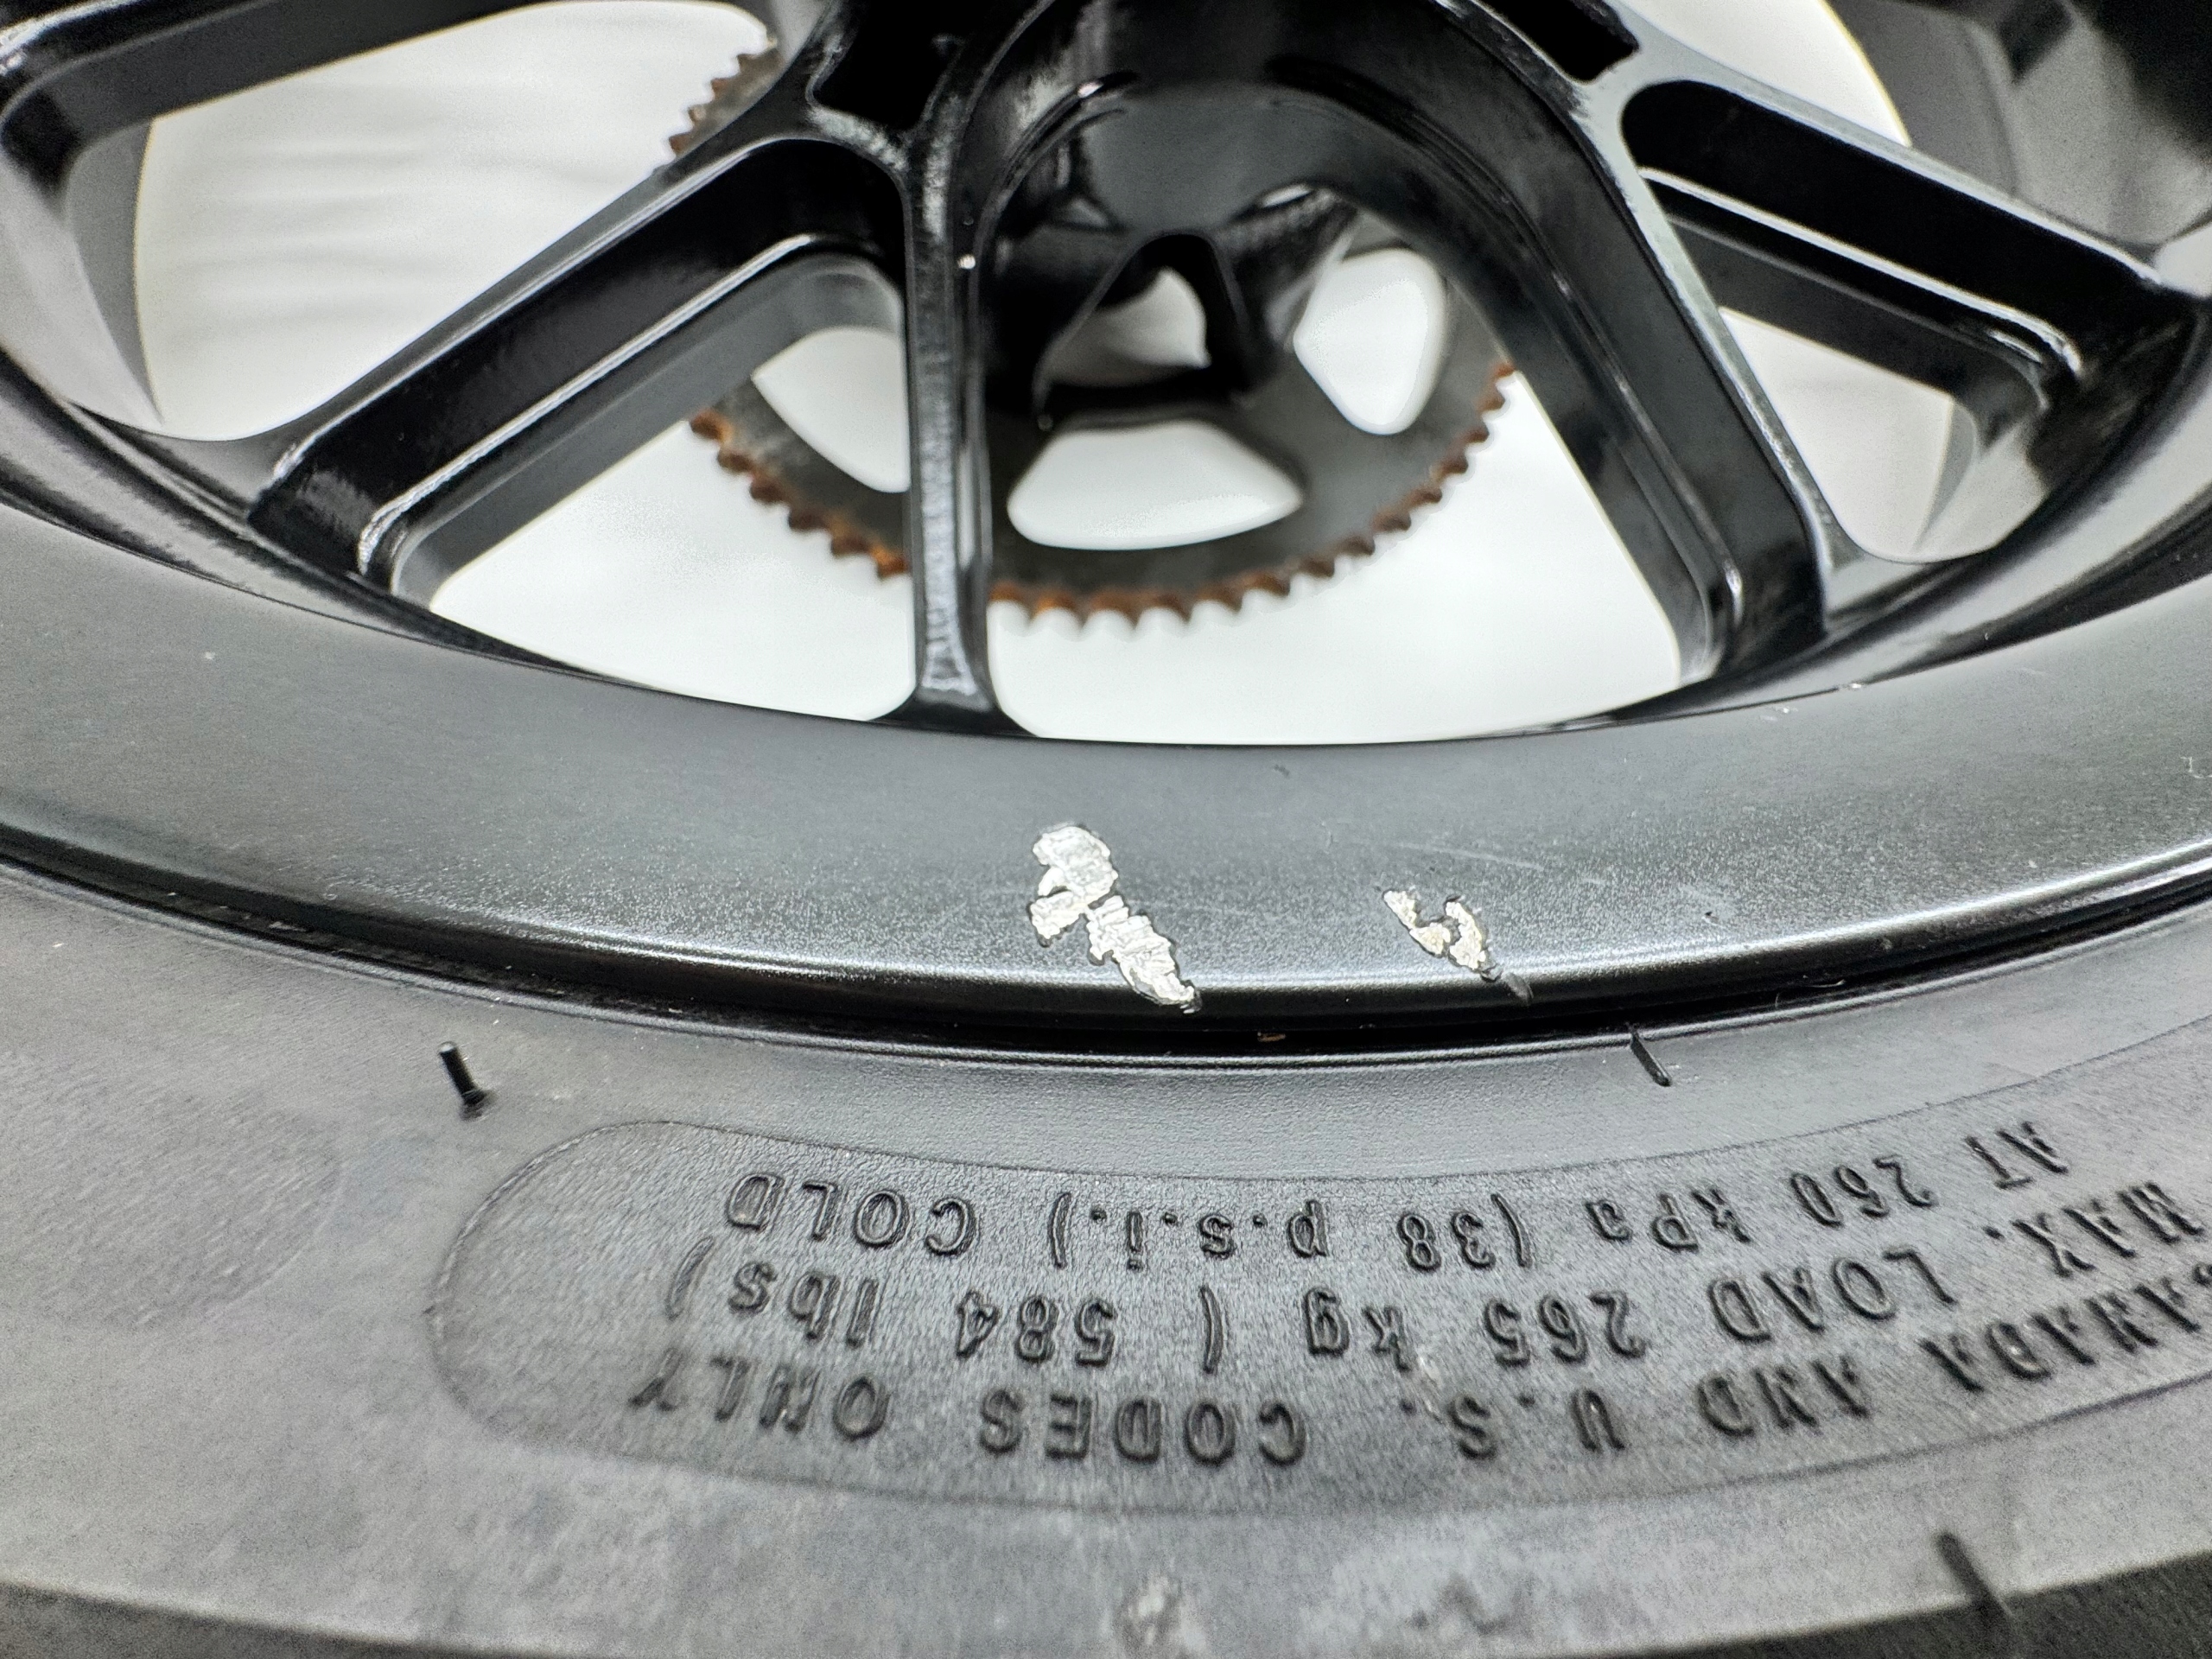 CANADA AND U.S. CODES ONLY
MAX. LOAD 265 kg ( 584 lbs)
AT 260 kPa (38 p.s.i.) COLD